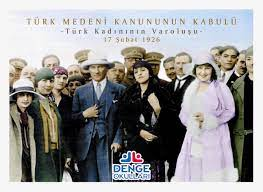 TÜRK MEDENİ KANUNUNUN KABULÜ
-Türk Kadınının Varoluşu-
17 Şubat 1926
DENGE
OKULLARI